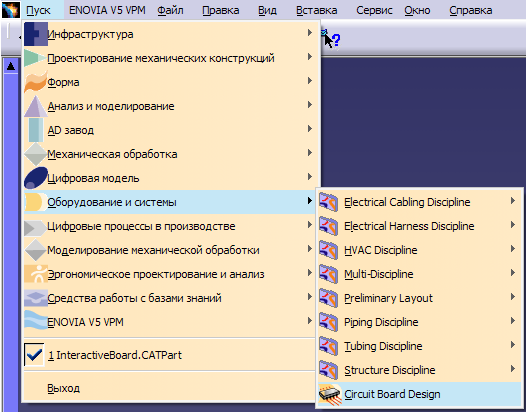 Пуск ENOVIA V5 VPM Файл Правка Вид Вставка Сервис Окно Справка
Инфраструктура
Проектирование механических конструкций
Форма
Анализ и моделирование
AD завод
Механическая обработка
Цифровая модель
Оборудование и системы
Цифровые процессы в производстве
Моделирование механической обработки
Эргономическое проектирование и анализ
Средства работы с базами знаний
ENOVIA V5 VPM
1 InteractiveBoard.CATPart
Выход
Electrical Cabling Discipline
Electrical Harness Discipline
HVAC Discipline
Multi-Discipline
Preliminary Layout
Piping Discipline
Tubing Discipline
Structure Discipline
Circuit Board Design